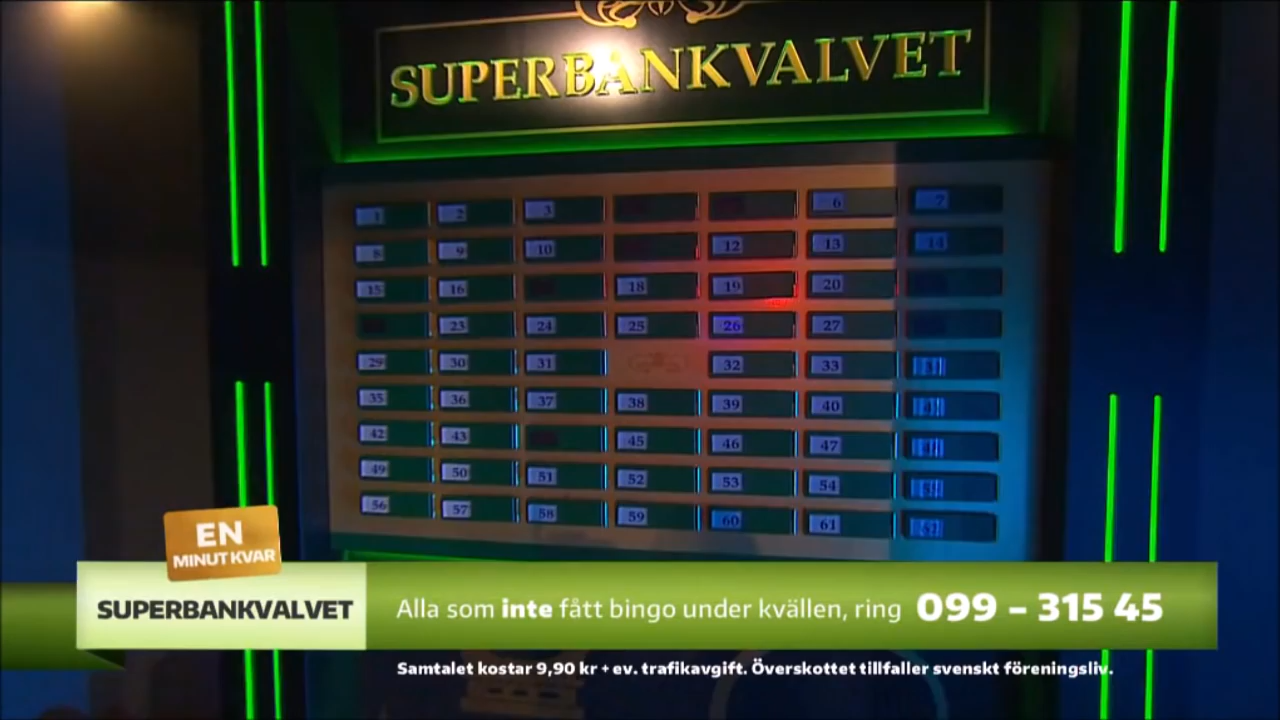 SUPERBANKVALVET
1 2 3 6 7
8 9 10 12 13 14
15 16 18 19 20
23 24 25 26 27
29 30 31 32 33
35 36 37 38 39 40
42 43 45 46 47
49 50 51 52 53 54
56 57 58 59 60 61
EN
MINUT KVAR
SUPERBANKVALVET
Alla som inte fått bingo under kvällen, ring 099 – 315 45
Samtalet kostar 9,90 kr + ev. trafikavgift. Överskottet tillfaller svenskt föreningsliv.